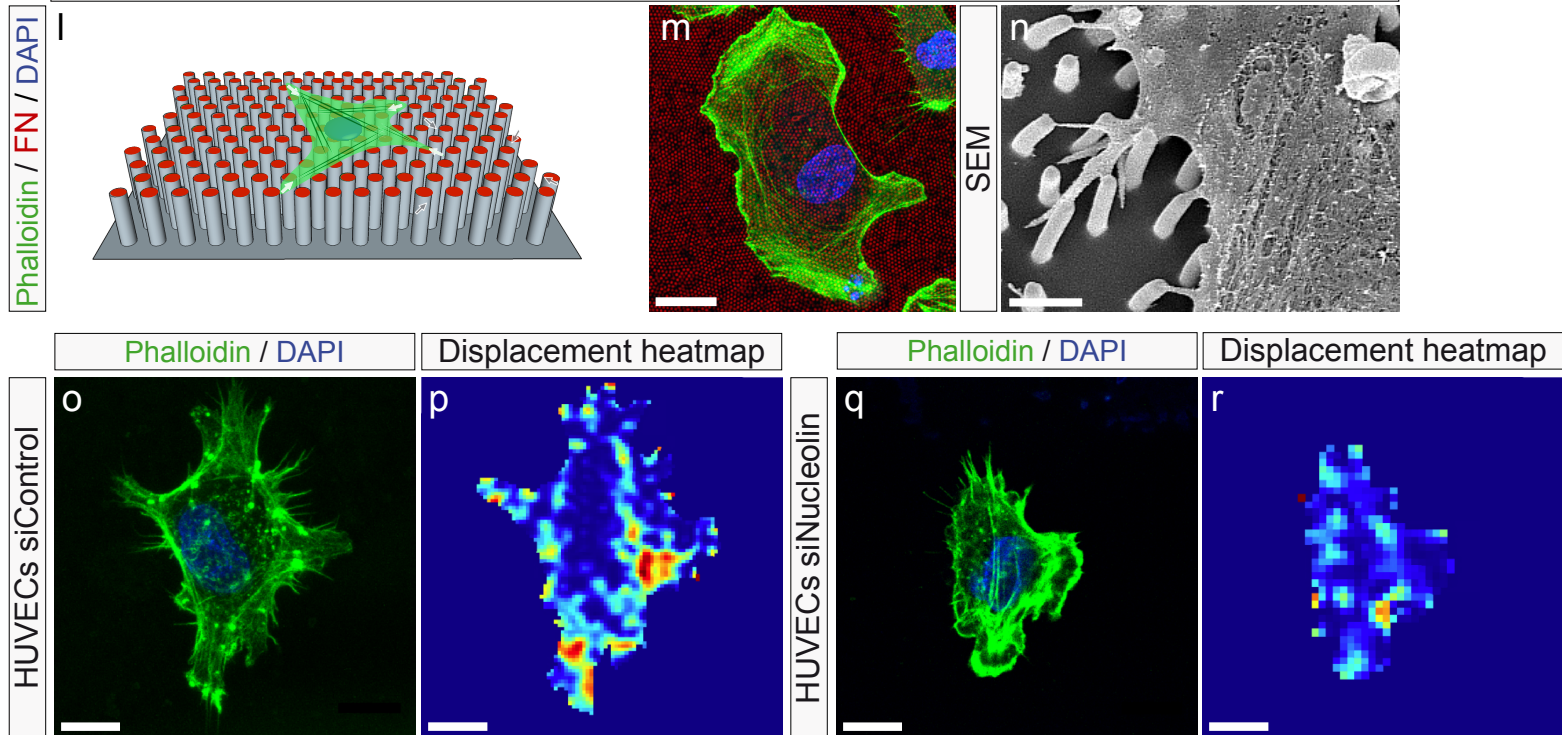 l
m
n
Phalloidin / FN / DAPI
SEM
Phalloidin / DAPI
Displacement heatmap
Phalloidin / DAPI
Displacement heatmap
HUVECs siControl
o
p
HUVECs siNucleolin
q
r